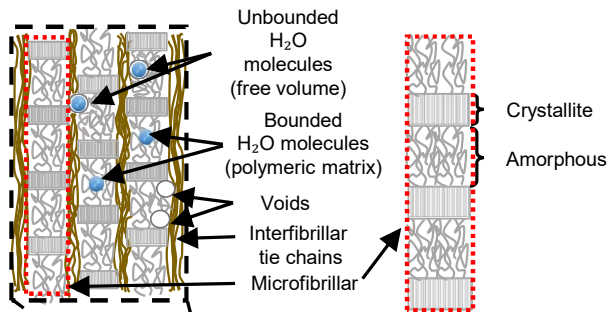 Unbounded
H₂O
molecules
(free volume)
Bounded
H₂O molecules
(polymeric matrix)
Voids
Interfibrillar
tie chains
Microfibrillar
Crystallite
Amorphous